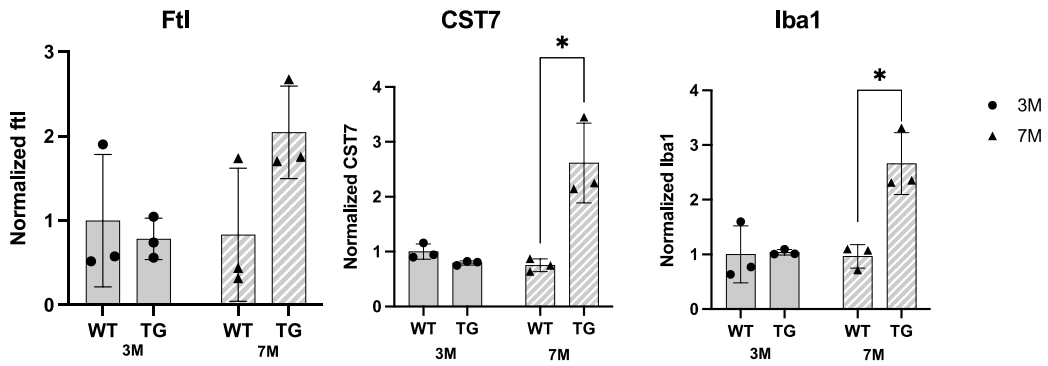 Ftl
Normalized ftl
3
2
1
0
WT TG WT TG
3M 7M
CST7
*
Normalized CST7
4
3
2
1
0
WT TG WT TG
3M 7M
Iba1
*
Normalized Iba1
4
3
2
1
0
WT TG WT TG
3M 7M
3M
7M